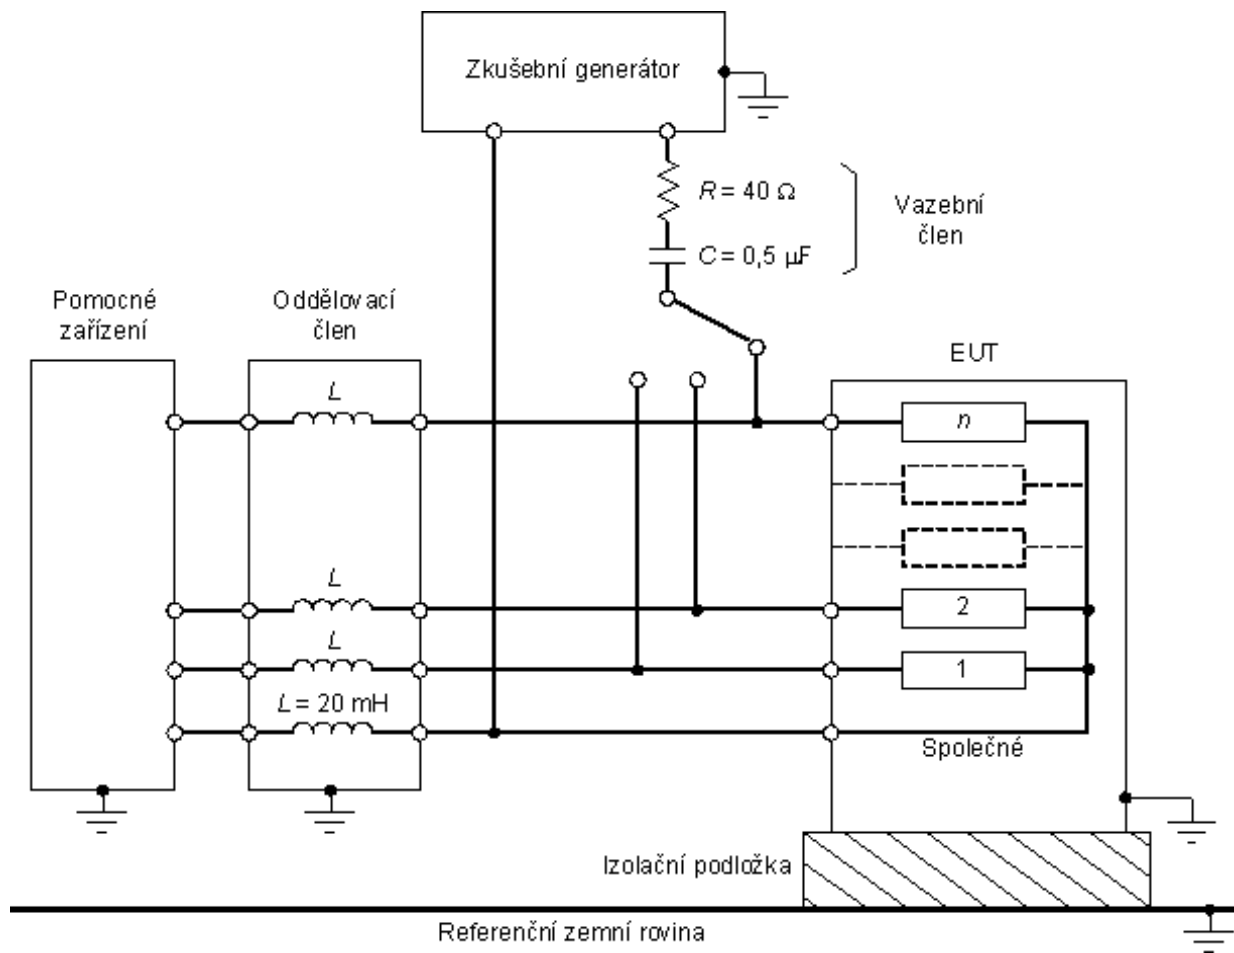 Zkušební generátor
R = 40 Ω
C = 0,5 µF
Vazební
člen
Pomocné
zařízení
Oddělovací
člen
EUT
L
n
L
2
L
1
L = 20 mH
Společné
Izolační podložka
Referenční zemní rovina